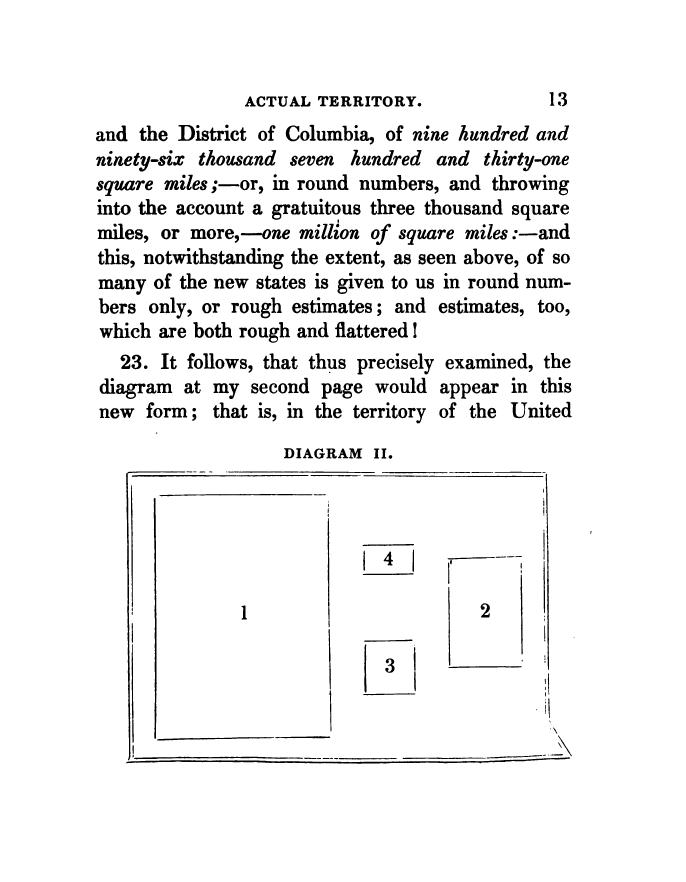 ACTUAL TERRITORY. 13
and the District of Columbia, of nine hundred and
ninety-six thousand seven hundred and thirty-one
square miles;—or, in round numbers, and throwing
into the account a gratuitous three thousand square
miles, or more,—one million of square miles:—and
this, notwithstanding the extent, as seen above, of so
many of the new states is given to us in round num-
bers only, or rough estimates; and estimates, too,
which are both rough and flattered!
23. It follows, that thus precisely examined, the
diagram at my second page would appear in this
new form; that is, in the territory of the United
DIAGRAM II.
4
1
2
3